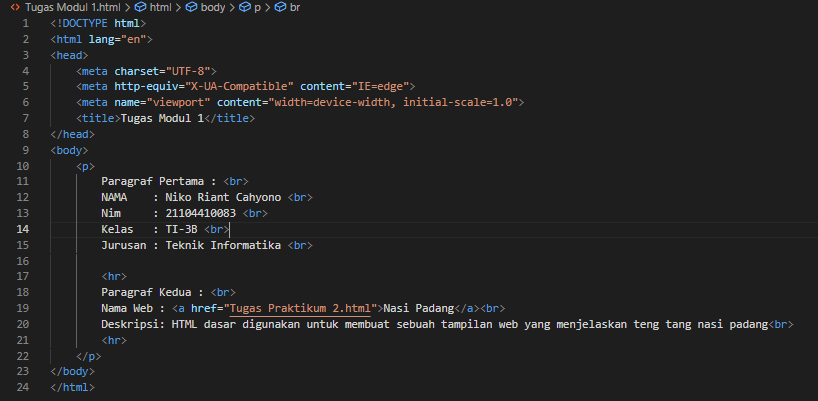 Tugas Modul 1.html > html > body > p > br
1 <!DOCTYPE html>
2 <html lang="en">
3 <head>
4     <meta charset="UTF-8">
5     <meta http-equiv="X-UA-Compatible" content="IE=edge">
6     <meta name="viewport" content="width=device-width, initial-scale=1.0">
7     <title>Tugas Modul 1</title>
8 </head>
9 <body>
10     <p>
11         Paragraf Pertama : <br>
12         NAMA    : Niko Riant Cahyono <br>
13         Nim     : 21104410083 <br>
14         Kelas   : TI-3B <br>
15         Jurusan : Teknik Informatika <br>
16
17         <hr>
18         Paragraf Kedua : <br>
19         Nama Web : <a href="Tugas Praktikum 2.html">Nasi Padang</a><br>
20         Deskripsi: HTML dasar digunakan untuk membuat sebuah tampilan web yang menjelaskan teng tang nasi padang<br>
21         <hr>
22     </p>
23 </body>
24 </html>